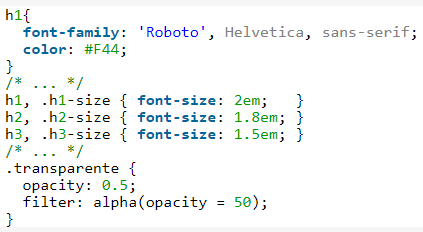 h1{
  font-family: 'Roboto', Helvetica, sans-serif;
  color: #F44;
}
/* ... */
h1, .h1-size { font-size: 2em;   }
h2, .h2-size { font-size: 1.8em; }
h3, .h3-size { font-size: 1.5em; }
/* ... */
.transparente {
  opacity: 0.5;
  filter: alpha(opacity = 50);
}